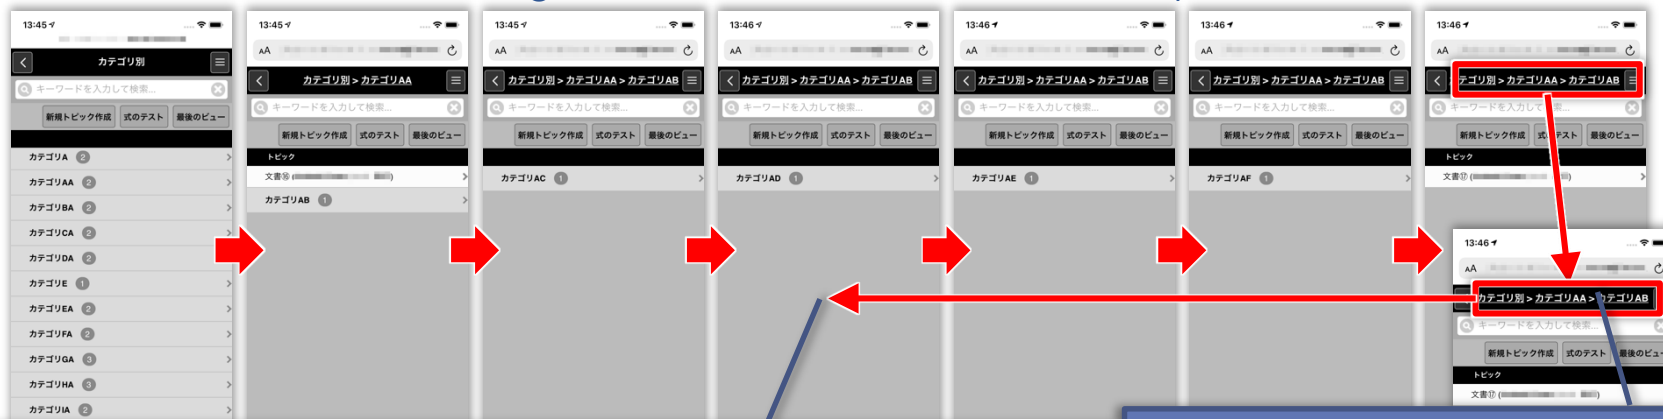 13:45
カテゴリ別
キーワードを入力して検索...
新規トピック作成 式のテスト 最後のビュー
カテゴリA 2
カテゴリAA 2
カテゴリBA 2
カテゴリCA 2
カテゴリDA 2
カテゴリE 1
カテゴリEA 2
カテゴリFA 2
カテゴリGA 3
カテゴリHA 3
カテゴリIA 2
13:45
AA
カテゴリ別 > カテゴリAA
キーワードを入力して検索...
新規トピック作成 式のテスト 最後のビュー
トピック
文書⑯ (
カテゴリAB 1
13:45
AA
カテゴリ別 > カテゴリAA > カテゴリAB
キーワードを入力して検索...
新規トピック作成 式のテスト 最後のビュー
カテゴリAC 1
13:46
AA
カテゴリ別 > カテゴリAA > カテゴリAB
キーワードを入力して検索...
新規トピック作成 式のテスト 最後のビュー
カテゴリAD 1
13:46
AA
カテゴリ別 > カテゴリAA > カテゴリAB
キーワードを入力して検索...
新規トピック作成 式のテスト 最後のビュー
カテゴリAE 1
13:46
AA
カテゴリ別 > カテゴリAA > カテゴリAB
キーワードを入力して検索...
新規トピック作成 式のテスト 最後のビュー
カテゴリAF 1
13:46
AA
テゴリ別 > カテゴリAA > カテゴリAB
キーワードを入力して検索...
新規トピック作成 式のテスト 最後のビュー
トピック
文書⑰ (
13:46
AA
カテゴリ別 > カテゴリAA > カテゴリAB
キーワードを入力して検索...
新規トピック作成 式のテスト 最後のビュー
トピック
文書⑰ (